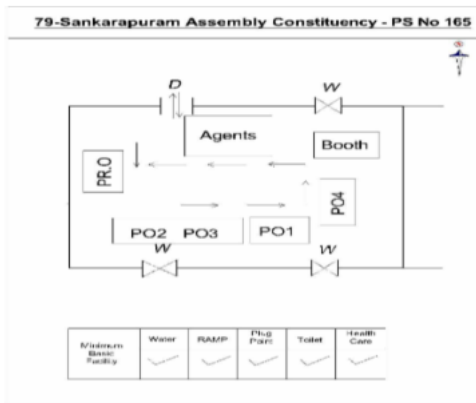 79-Sankarapuram Assembly Constituency - PS No 165
N
D
W
Agents
Booth
PR.O
PO4
PO2 PO3
PO1
W
W
Minimum Basic Facility
Water
RAMP
Plug Point
Toilet
Health Care